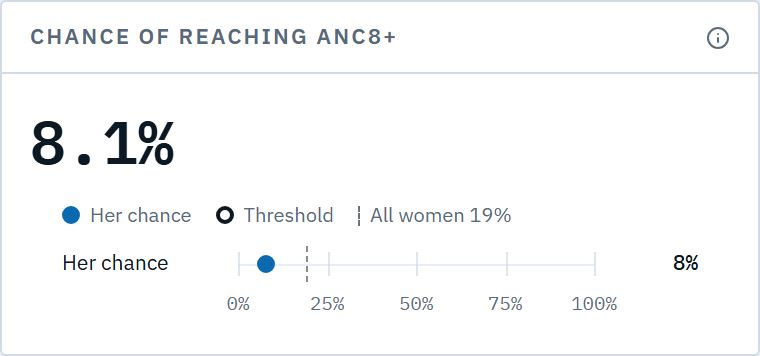 CHANCE OF REACHING ANC8+
8.1%
Her chance Threshold All women 19%
Her chance 8%
0% 25% 50% 75% 100%